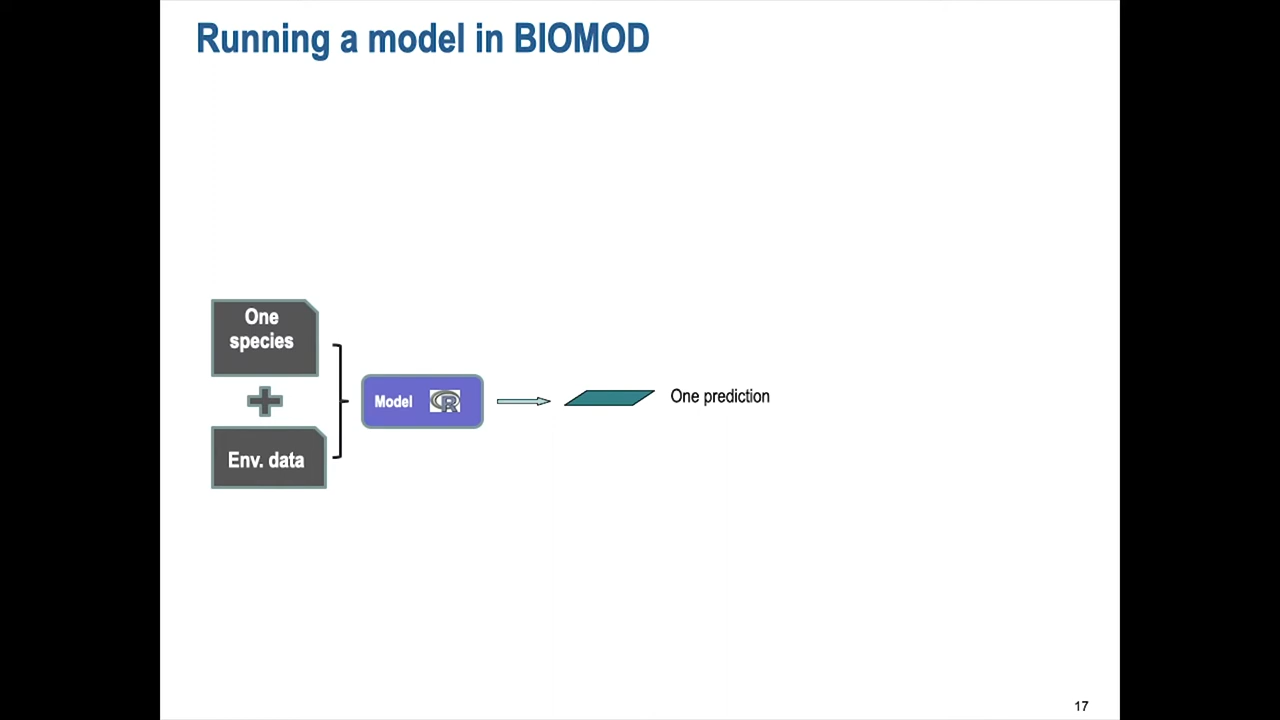 Running a model in BIOMOD
One
species
Env. data
Model R
One prediction
17